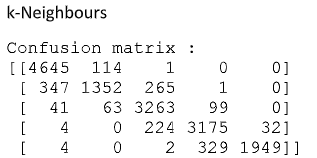 k-Neighbours
Confusion matrix :
[[4645 114 1 0 0]
[ 347 1352 265 1 0]
[ 41 63 3263 99 0]
[ 4 0 224 3175 32]
[ 4 0 2 329 1949]]